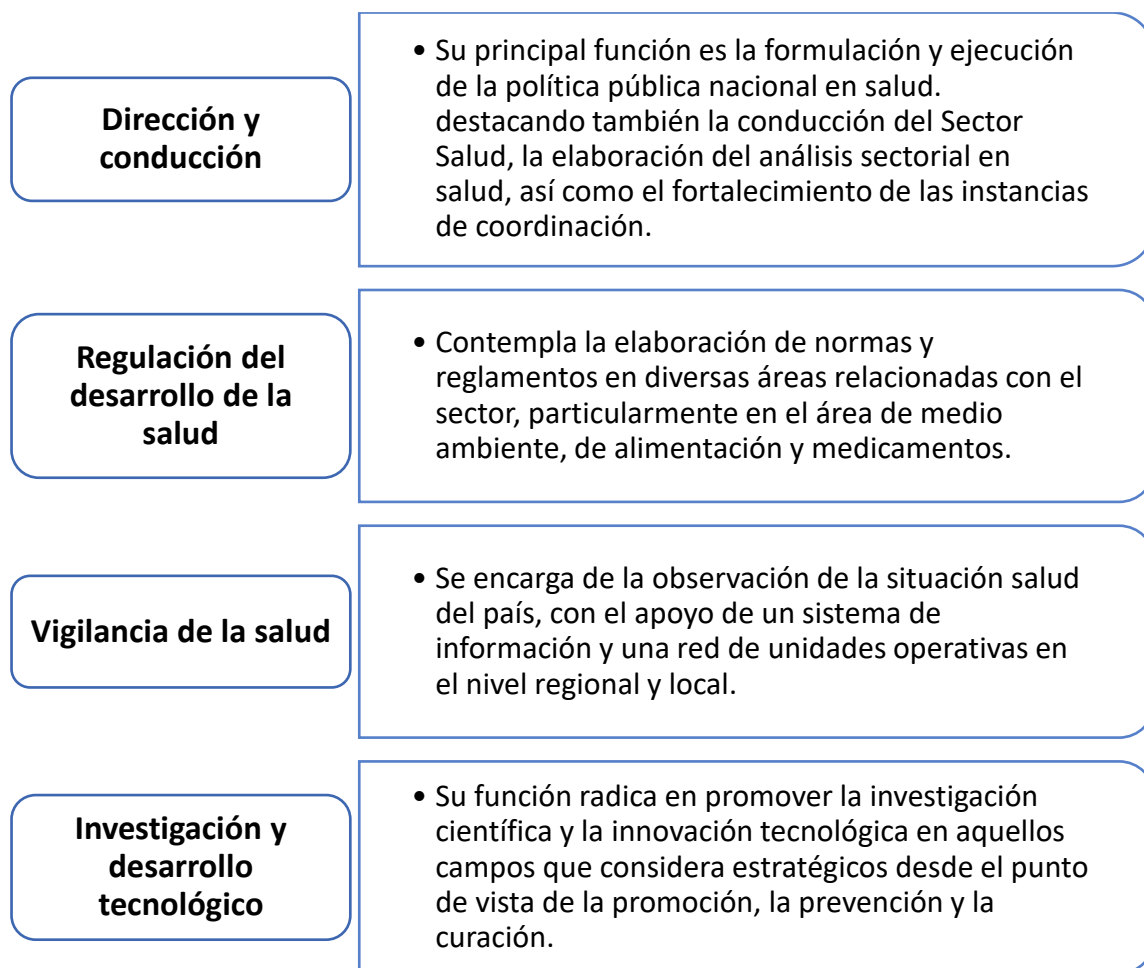 Dirección y
conducción
• Su principal función es la formulación y ejecución
de la política pública nacional en salud.
destacando también la conducción del Sector
Salud, la elaboración del análisis sectorial en
salud, así como el fortalecimiento de las instancias
de coordinación.
Regulación del
desarrollo de la
salud
• Contempla la elaboración de normas y
reglamentos en diversas áreas relacionadas con el
sector, particularmente en el área de medio
ambiente, de alimentación y medicamentos.
Vigilancia de la salud
• Se encarga de la observación de la situación salud
del país, con el apoyo de un sistema de
información y una red de unidades operativas en
el nivel regional y local.
Investigación y
desarrollo
tecnológico
• Su función radica en promover la investigación
científica y la innovación tecnológica en aquellos
campos que considera estratégicos desde el punto
de vista de la promoción, la prevención y la
curación.